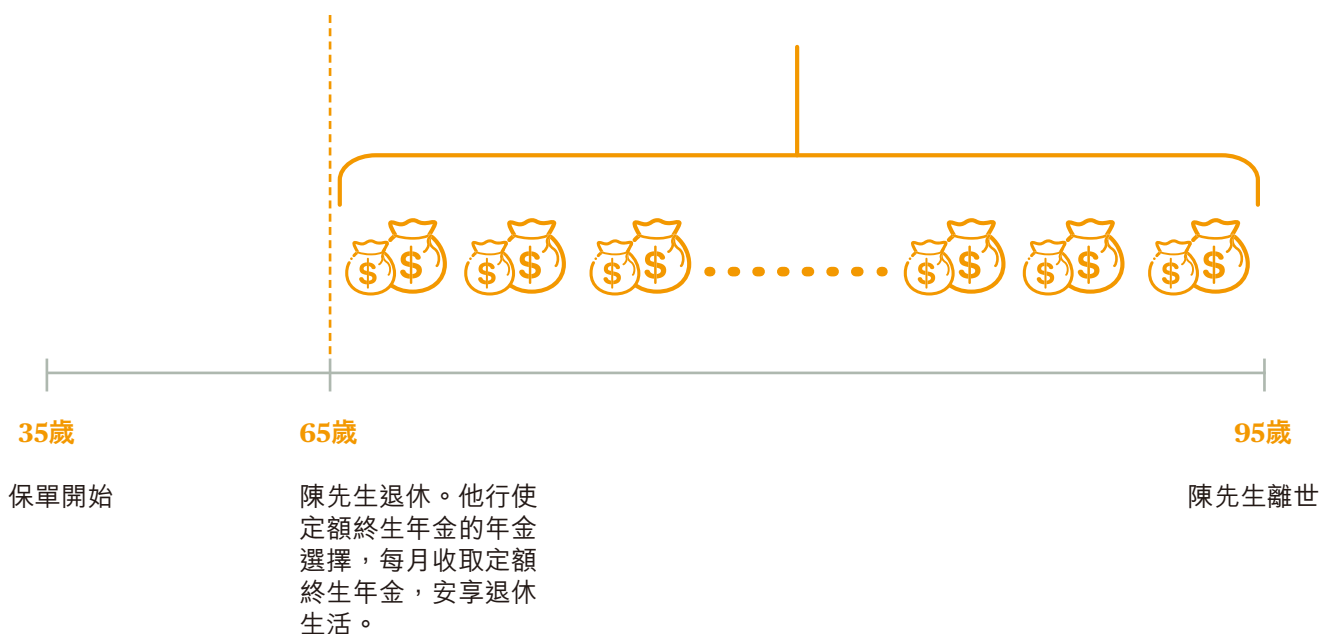 $ $ $ $ $ $ $ $ $ $ $ $
35歲
65歲
95歲
保單開始
陳先生退休。他行使
定額終生年金的年金
選擇，每月收取定額
終生年金，安享退休
生活。
陳先生離世